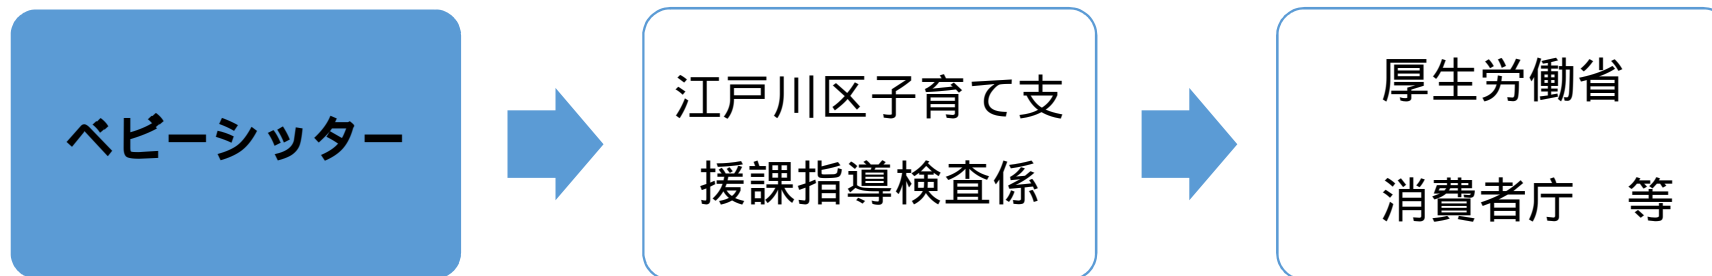 ベビーシッター
江戸川区子育て支
援課指導検査係
厚生労働省
消費者庁　等